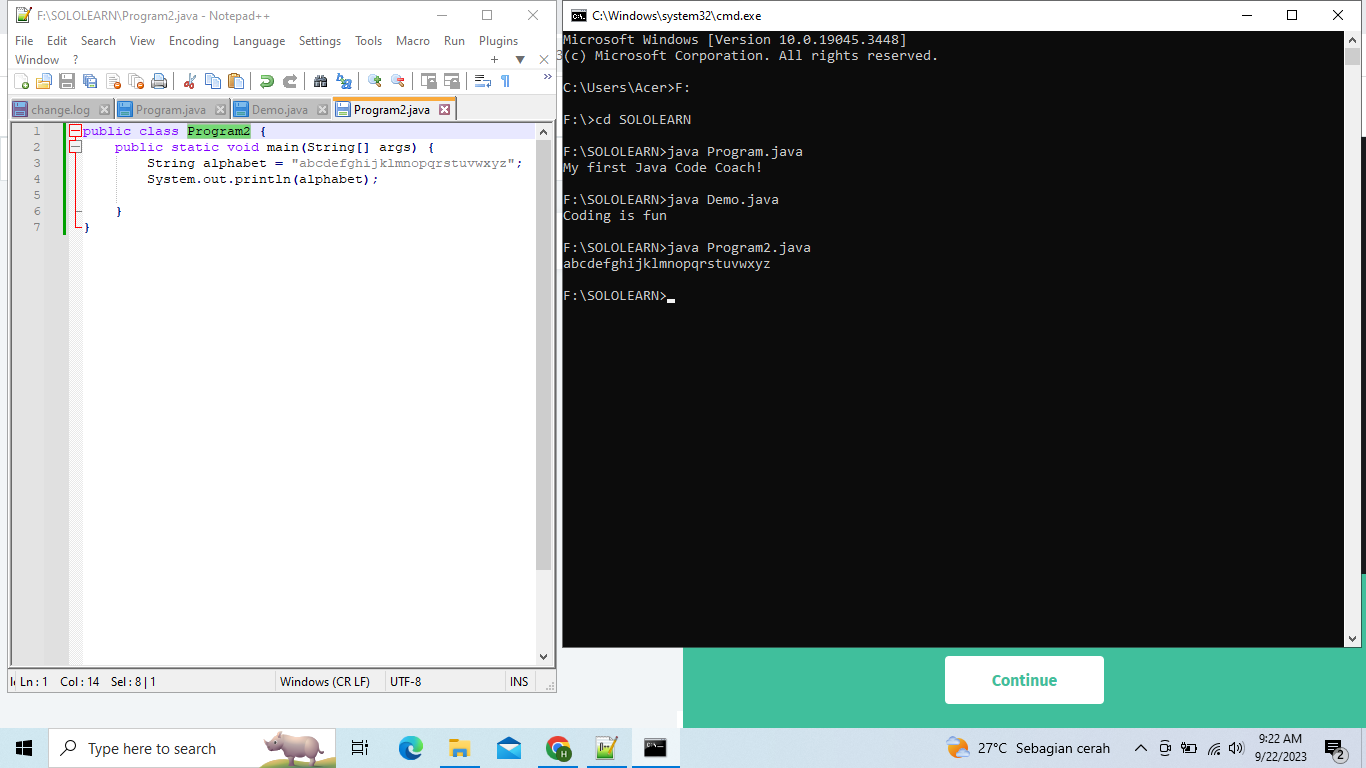 F:\SOLOLEARN\Program2.java - Notepad++
File Edit Search View Encoding Language Settings Tools Macro Run Plugins
Window ?
change.log Program.java Demo.java Program2.java
1 public class Program2 {
2 public static void main(String[] args) {
3 String alphabet = "abcdefghijklmnopqrstuvwxyz";
4 System.out.println(alphabet);
5
6 }
7 }
Ln : 1 Col : 14 Sel : 8 | 1 Windows (CR LF) UTF-8 INS
C:\Windows\system32\cmd.exe
Microsoft Windows [Version 10.0.19045.3448]
(c) Microsoft Corporation. All rights reserved.
C:\Users\Acer>F:
F:\>cd SOLOLEARN
F:\SOLOLEARN>java Program.java
My first Java Code Coach!
F:\SOLOLEARN>java Demo.java
Coding is fun
F:\SOLOLEARN>java Program2.java
abcdefghijklmnopqrstuvwxyz
F:\SOLOLEARN>
Continue
Type here to search
27°C Sebagian cerah
9:22 AM
9/22/2023
2